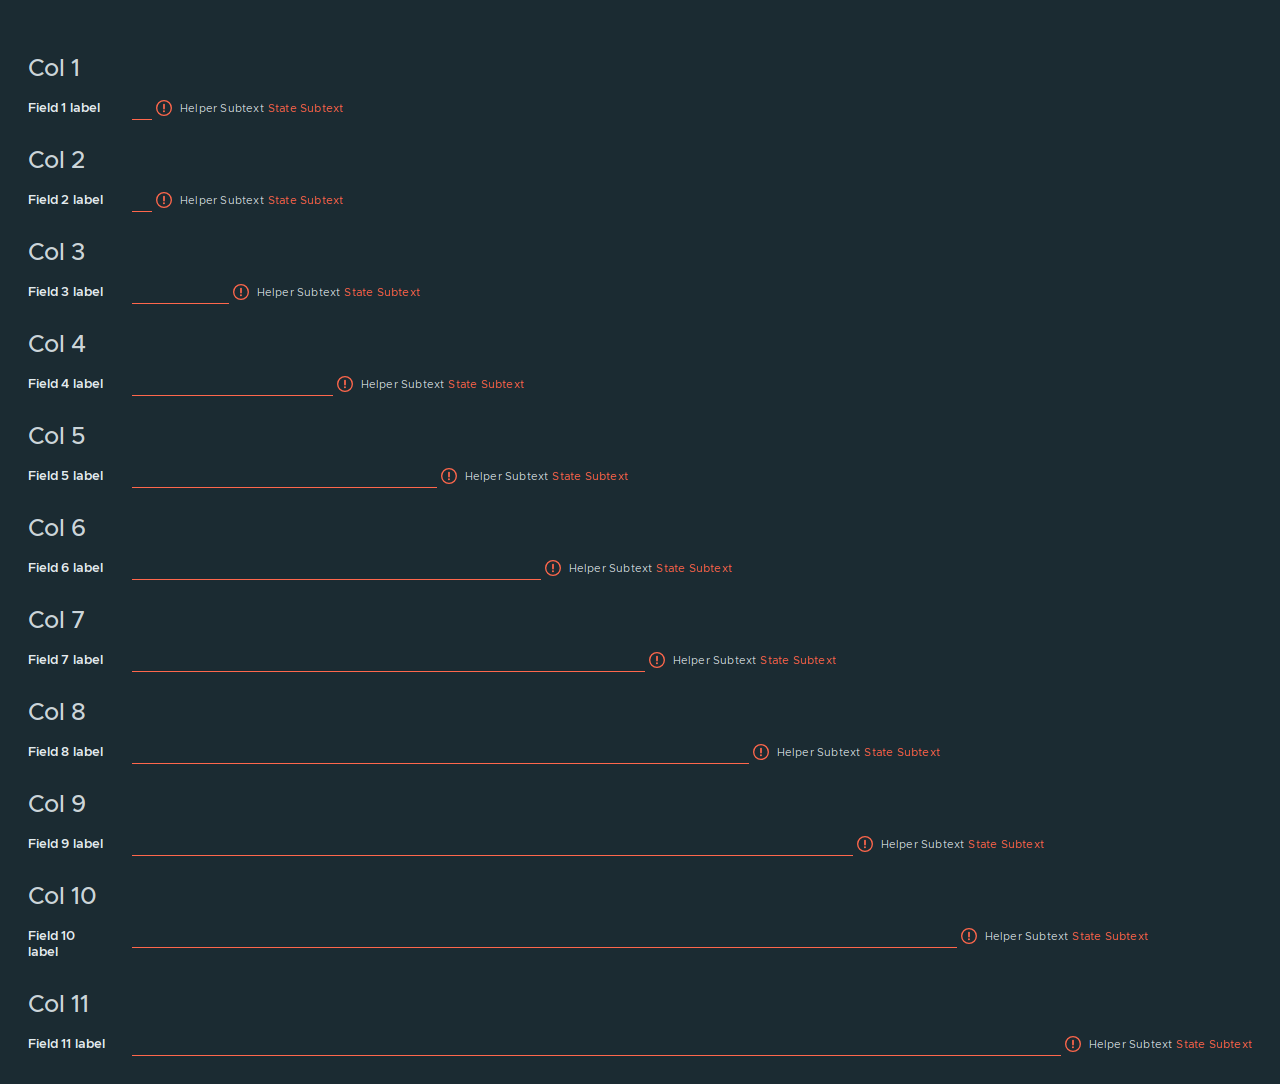 Col 1
Field 1 label Helper Subtext State Subtext
Col 2
Field 2 label Helper Subtext State Subtext
Col 3
Field 3 label Helper Subtext State Subtext
Col 4
Field 4 label Helper Subtext State Subtext
Col 5
Field 5 label Helper Subtext State Subtext
Col 6
Field 6 label Helper Subtext State Subtext
Col 7
Field 7 label Helper Subtext State Subtext
Col 8
Field 8 label Helper Subtext State Subtext
Col 9
Field 9 label Helper Subtext State Subtext
Col 10
Field 10 Helper Subtext State Subtext
label
Col 11
Field 11 label Helper Subtext State Subtext